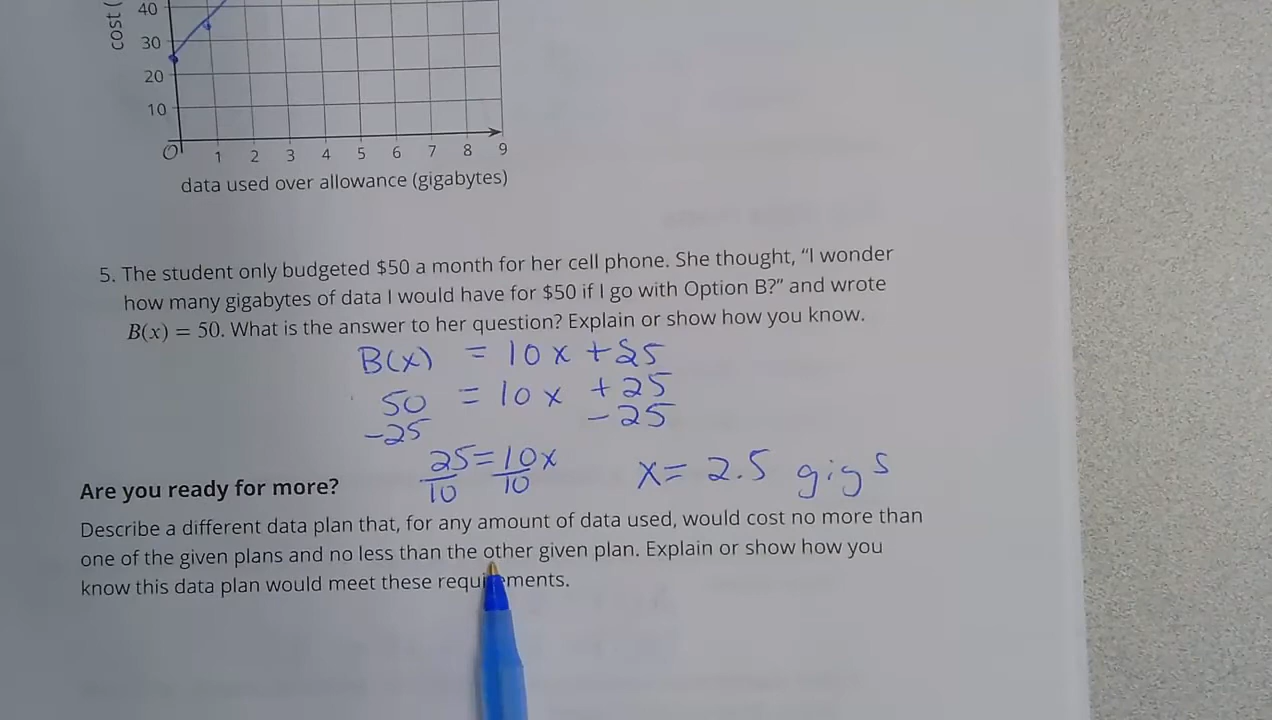 cost (
40
30
20
10
O 1 2 3 4 5 6 7 8 9
data used over allowance (gigabytes)
5. The student only budgeted $50 a month for her cell phone. She thought, “I wonder
how many gigabytes of data I would have for $50 if I go with Option B?” and wrote
B(x) = 50. What is the answer to her question? Explain or show how you know.
B(x) = 10x + 25
50 = 10x + 25
-25 -25
25 = 10x
10 10
x = 2.5 gigs
Are you ready for more?
Describe a different data plan that, for any amount of data used, would cost no more than
one of the given plans and no less than the other given plan. Explain or show how you
know this data plan would meet these requirements.